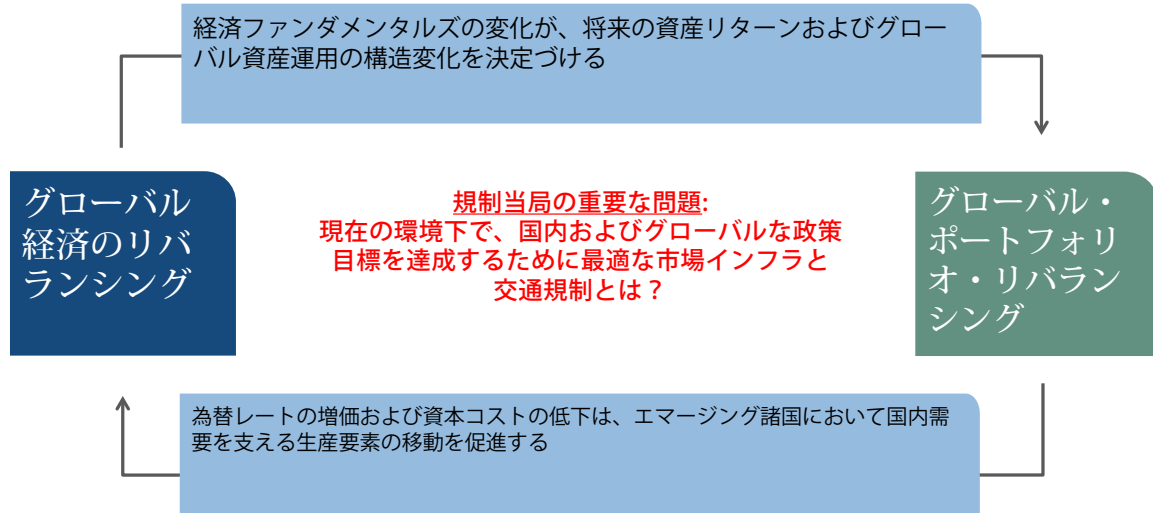 経済ファンダメンタルズの変化が、将来の資産リターンおよびグロー
バル資産運用の構造変化を決定づける
グローバル
経済のリバ
ランシング
規制当局の重要な問題:
現在の環境下で、国内およびグローバルな政策
目標を達成するために最適な市場インフラと
交通規制とは？
グローバル・
ポートフォリ
オ・リバラン
シング
為替レートの増価および資本コストの低下は、エマージング諸国において国内需
要を支える生産要素の移動を促進する